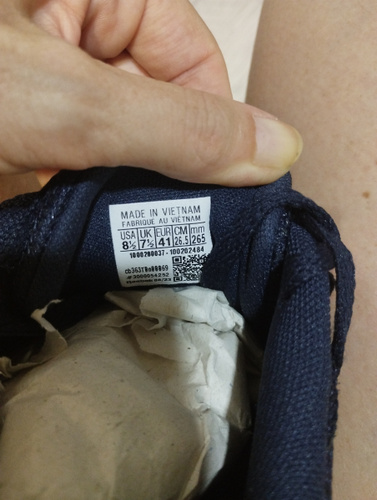 MADE IN VIETNAM
FABRIQUE AU VIETNAM
USA UK EUR CM mm
8½ 7½ 41 26.5 265
1000200037-100202484